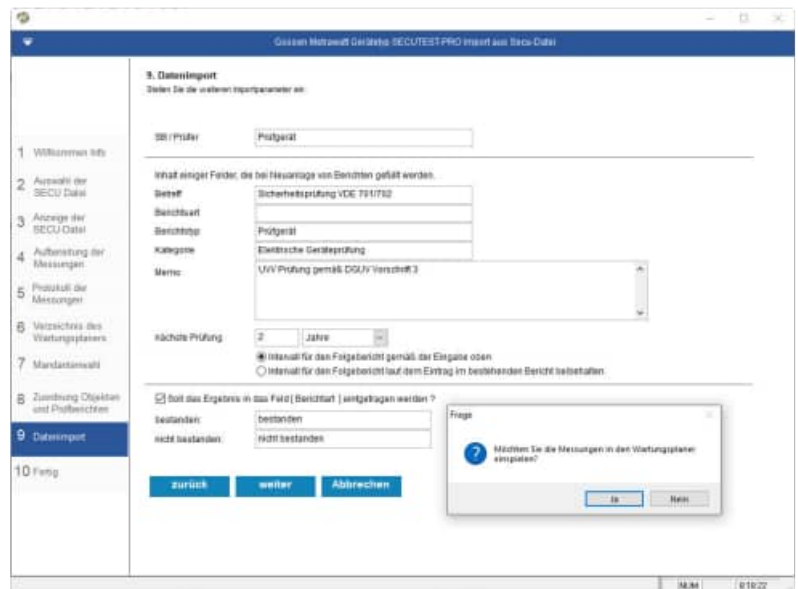 Gossen Metrawatt Gerätetyp SECUTEST-PRO Import aus Secu-Datei
9. Datenimport
Stellen Sie die weiteren Importparameter ein:
SB / Prüfer
Prüfgerät
Inhalt einiger Felder, die bei Neuanlage von Berichten gefüllt werden.
Betreff
Sicherheitsprüfung VDE 701/702
Berichtsart
Berichtstyp
Prüfgerät
Kategorie
Elektrische Geräteprüfung
Memo
UVV Prüfung gemäß DGUV Vorschrift 3
nächste Prüfung
2
Jahre
Intervall für den Folgebericht gemäß der Eingabe oben
Intervall für den Folgebericht laut dem Eintrag im bestehenden Bericht beibehalten
Soll das Ergebnis in das Feld [ Berichtart ] eingetragen werden ?
bestanden:
bestanden
nicht bestanden:
nicht bestanden
zurück
weiter
Abbrechen
1 Willkommen Info
2 Auswahl der
SECU Datei
3 Anzeige der
SECU-Datei
4 Aufbereitung der
Messungen
5 Protokoll der
Messungen
6 Verzeichnis des
Wartungsplaners
7 Mandantenwahl
8 Zuordnung Objekten
und Prüfberichten
9 Datenimport
10 Fertig
Frage
Möchten Sie die Messungen in den Wartungsplaner
einspielen?
Ja
Nein
NUM